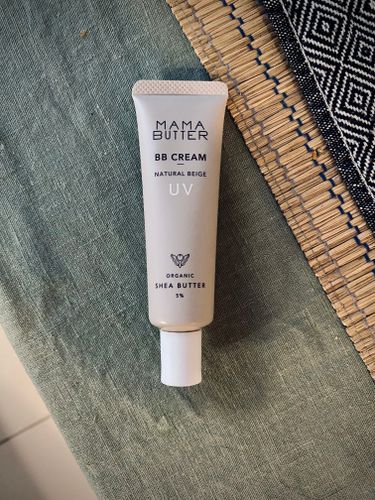 MAMA
BUTTER
BB CREAM
NATURAL BEIGE
UV
ORGANIC
SHEA BUTTER
5%